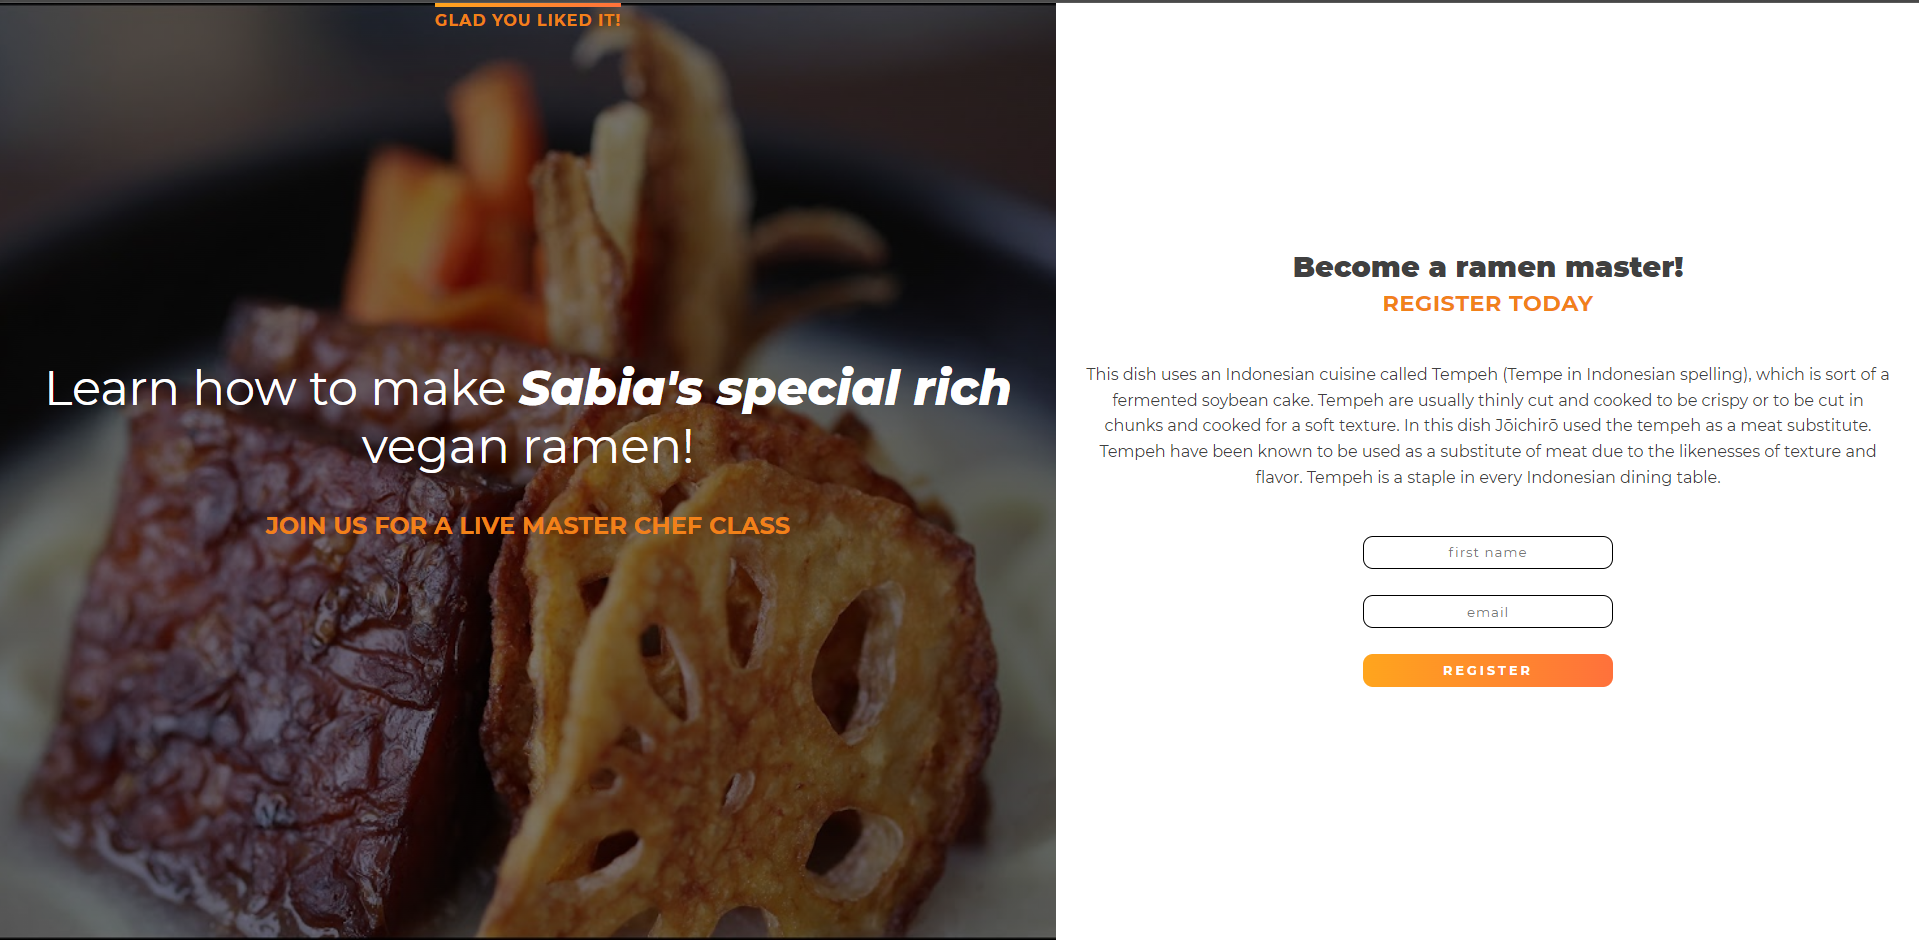 GLAD YOU LIKED IT!
Learn how to make Sabia's special rich
vegan ramen!
JOIN US FOR A LIVE MASTER CHEF CLASS
Become a ramen master!
REGISTER TODAY
This dish uses an Indonesian cuisine called Tempeh (Tempe in Indonesian spelling), which is sort of a
fermented soybean cake. Tempeh are usually thinly cut and cooked to be crispy or to be cut in
chunks and cooked for a soft texture. In this dish Jōichirō used the tempeh as a meat substitute.
Tempeh have been known to be used as a substitute of meat due to the likenesses of texture and
flavor. Tempeh is a staple in every Indonesian dining table.
first name
email
REGISTER